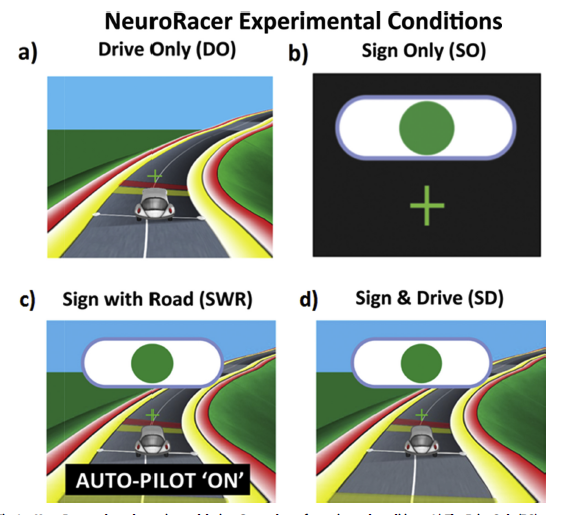 NeuroRacer Experimental Conditions
a) Drive Only (DO)
b) Sign Only (SO)
c) Sign with Road (SWR)
AUTO-PILOT 'ON'
d) Sign & Drive (SD)